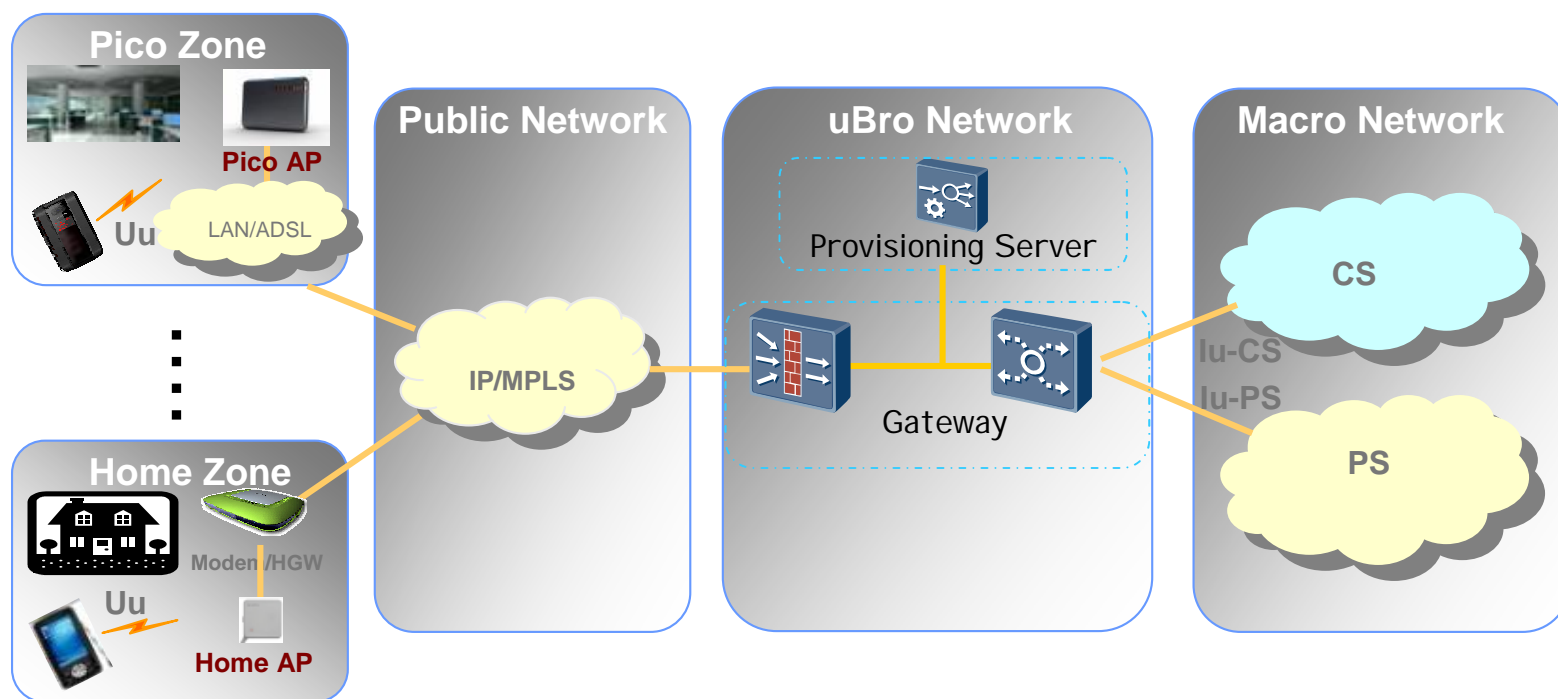 Pico Zone
Pico AP
Uu
LAN/ADSL
Home Zone
Modem/HGW
Uu
Home AP
Public Network
IP/MPLS
uBro Network
Provisioning Server
Gateway
Macro Network
CS
Iu-CS
Iu-PS
PS